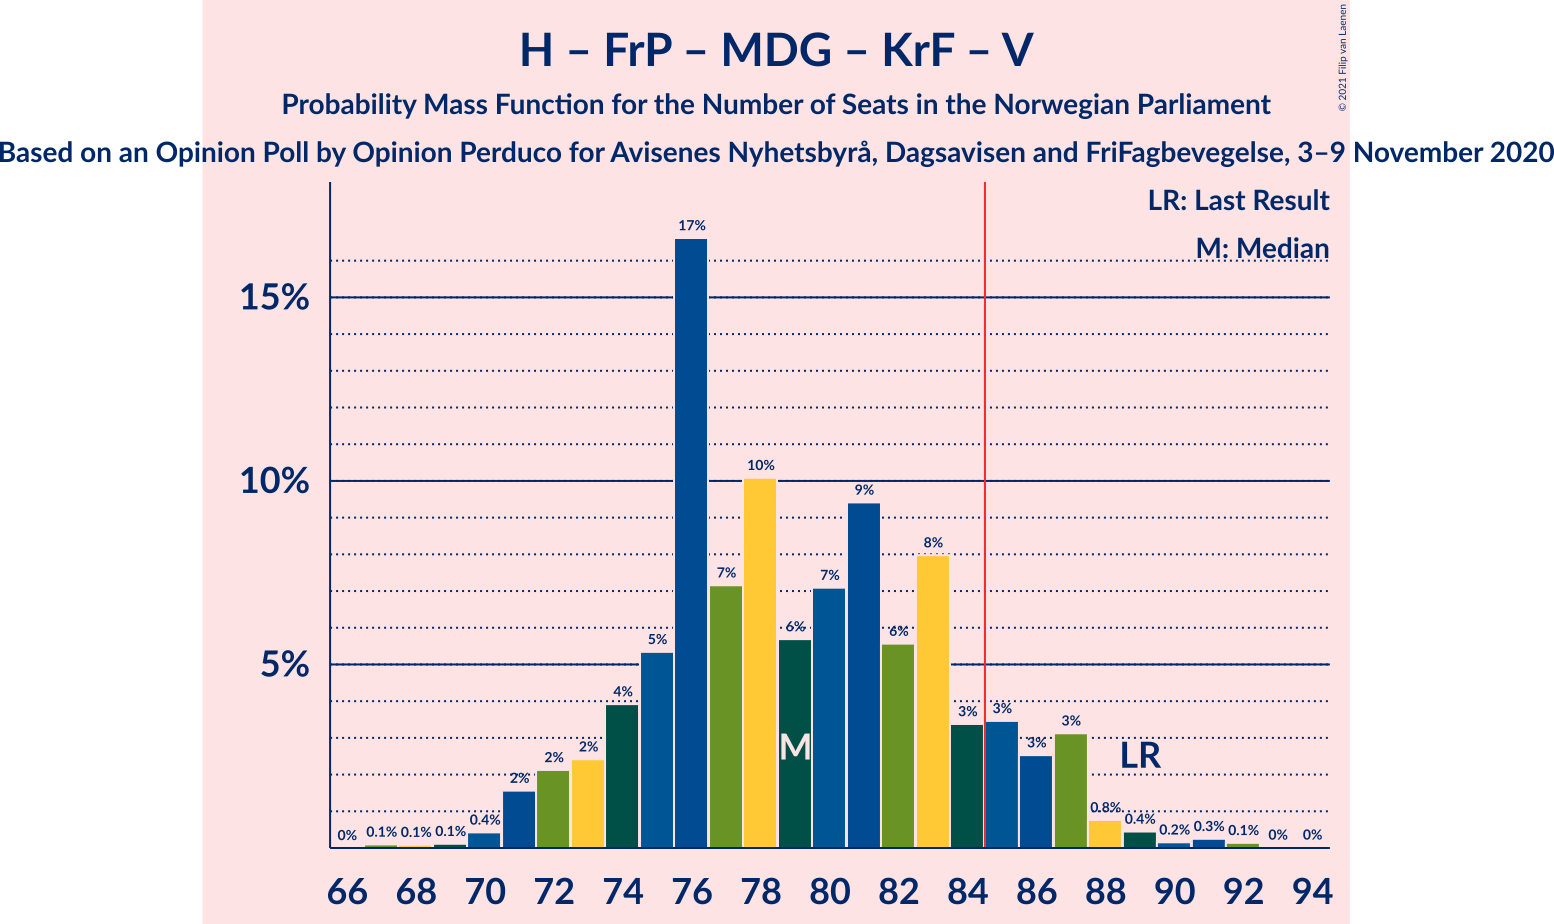 H – FrP – MDG – KrF – V
Probability Mass Function for the Number of Seats in the Norwegian Parliament
Based on an Opinion Poll by Opinion Perduco for Avisenes Nyhetsbyrå, Dagsavisen and FriFagbevegelse, 3–9 November 2020
© 2021 Filip van Laenen
LR: Last Result
M: Median
15%
10%
5%
0% 0.1% 0.1% 0.1% 0.4% 2% 2% 2% 4% 5% 17% 7% 10% 6% 7% 9% 6% 8% 3% 3% 3% 3% 0.8% 0.4% 0.2% 0.3% 0.1% 0% 0%
M
LR
66 68 70 72 74 76 78 80 82 84 86 88 90 92 94